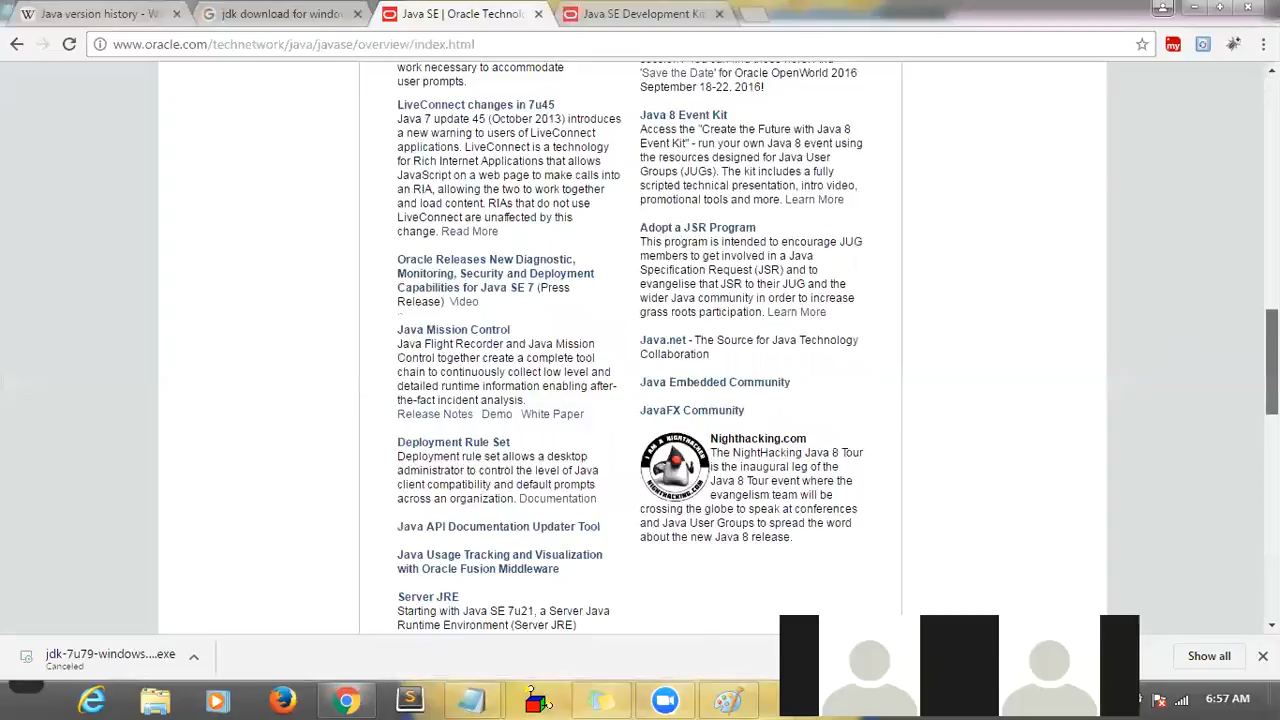 Java version history - W
jdk download for windo
Java SE | Oracle Technolo
Java SE Development Ki
www.oracle.com/technetwork/java/javase/overview/index.html
my
work necessary to accommodate
user prompts.
LiveConnect changes in 7u45
Java 7 update 45 (October 2013) introduces
a new warning to users of LiveConnect
applications. LiveConnect is a technology
for Rich Internet Applications that allows
JavaScript on a web page to make calls into
an RIA, allowing the two to work together
and load content. RIAs that do not use
LiveConnect are unaffected by this
change. Read More
Oracle Releases New Diagnostic,
Monitoring, Security and Deployment
Capabilities for Java SE 7 (Press
Release) Video
Java Mission Control
Java Flight Recorder and Java Mission
Control together create a complete tool
chain to continuously collect low level and
detailed runtime information enabling after-
the-fact incident analysis.
Release Notes Demo White Paper
Deployment Rule Set
Deployment rule set allows a desktop
administrator to control the level of Java
client compatibility and default prompts
across an organization. Documentation
Java API Documentation Updater Tool
Java Usage Tracking and Visualization
with Oracle Fusion Middleware
Server JRE
Starting with Java SE 7u21, a Server Java
Runtime Environment (Server JRE)
'Save the Date' for Oracle OpenWorld 2016
September 18-22, 2016!
Java 8 Event Kit
Access the "Create the Future with Java 8
Event Kit" - run your own Java 8 event using
the resources designed for Java User
Groups (JUGs). The kit includes a fully
scripted technical presentation, intro video,
promotional tools and more. Learn More
Adopt a JSR Program
This program is intended to encourage JUG
members to get involved in a Java
Specification Request (JSR) and to
evangelise that JSR to their JUG and the
wider Java community in order to increase
grass roots participation. Learn More
Java.net - The Source for Java Technology
Collaboration
Java Embedded Community
JavaFX Community
I AM A NIGHTHACKER
NIGHTHACKING.COM
Nighthacking.com
The NightHacking Java 8 Tour
is the inaugural leg of the
Java 8 Tour event where the
evangelism team will be
crossing the globe to speak at conferences
and Java User Groups to spread the word
about the new Java 8 release.
jdk-7u79-windows....exe
Canceled
Show all
6:57 AM